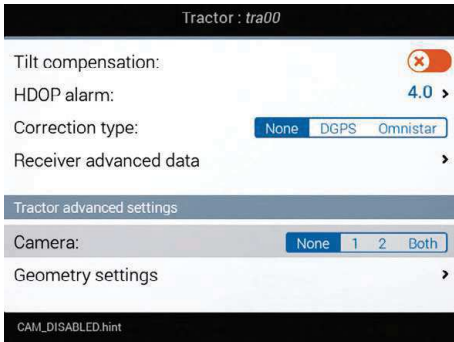 Tractor : tra00
Tilt compensation:
HDOP alarm: 4.0 >
Correction type: None DGPS Omnistar
Receiver advanced data >
Tractor advanced settings
Camera: None 1 2 Both
Geometry settings >
CAM_DISABLED.hint